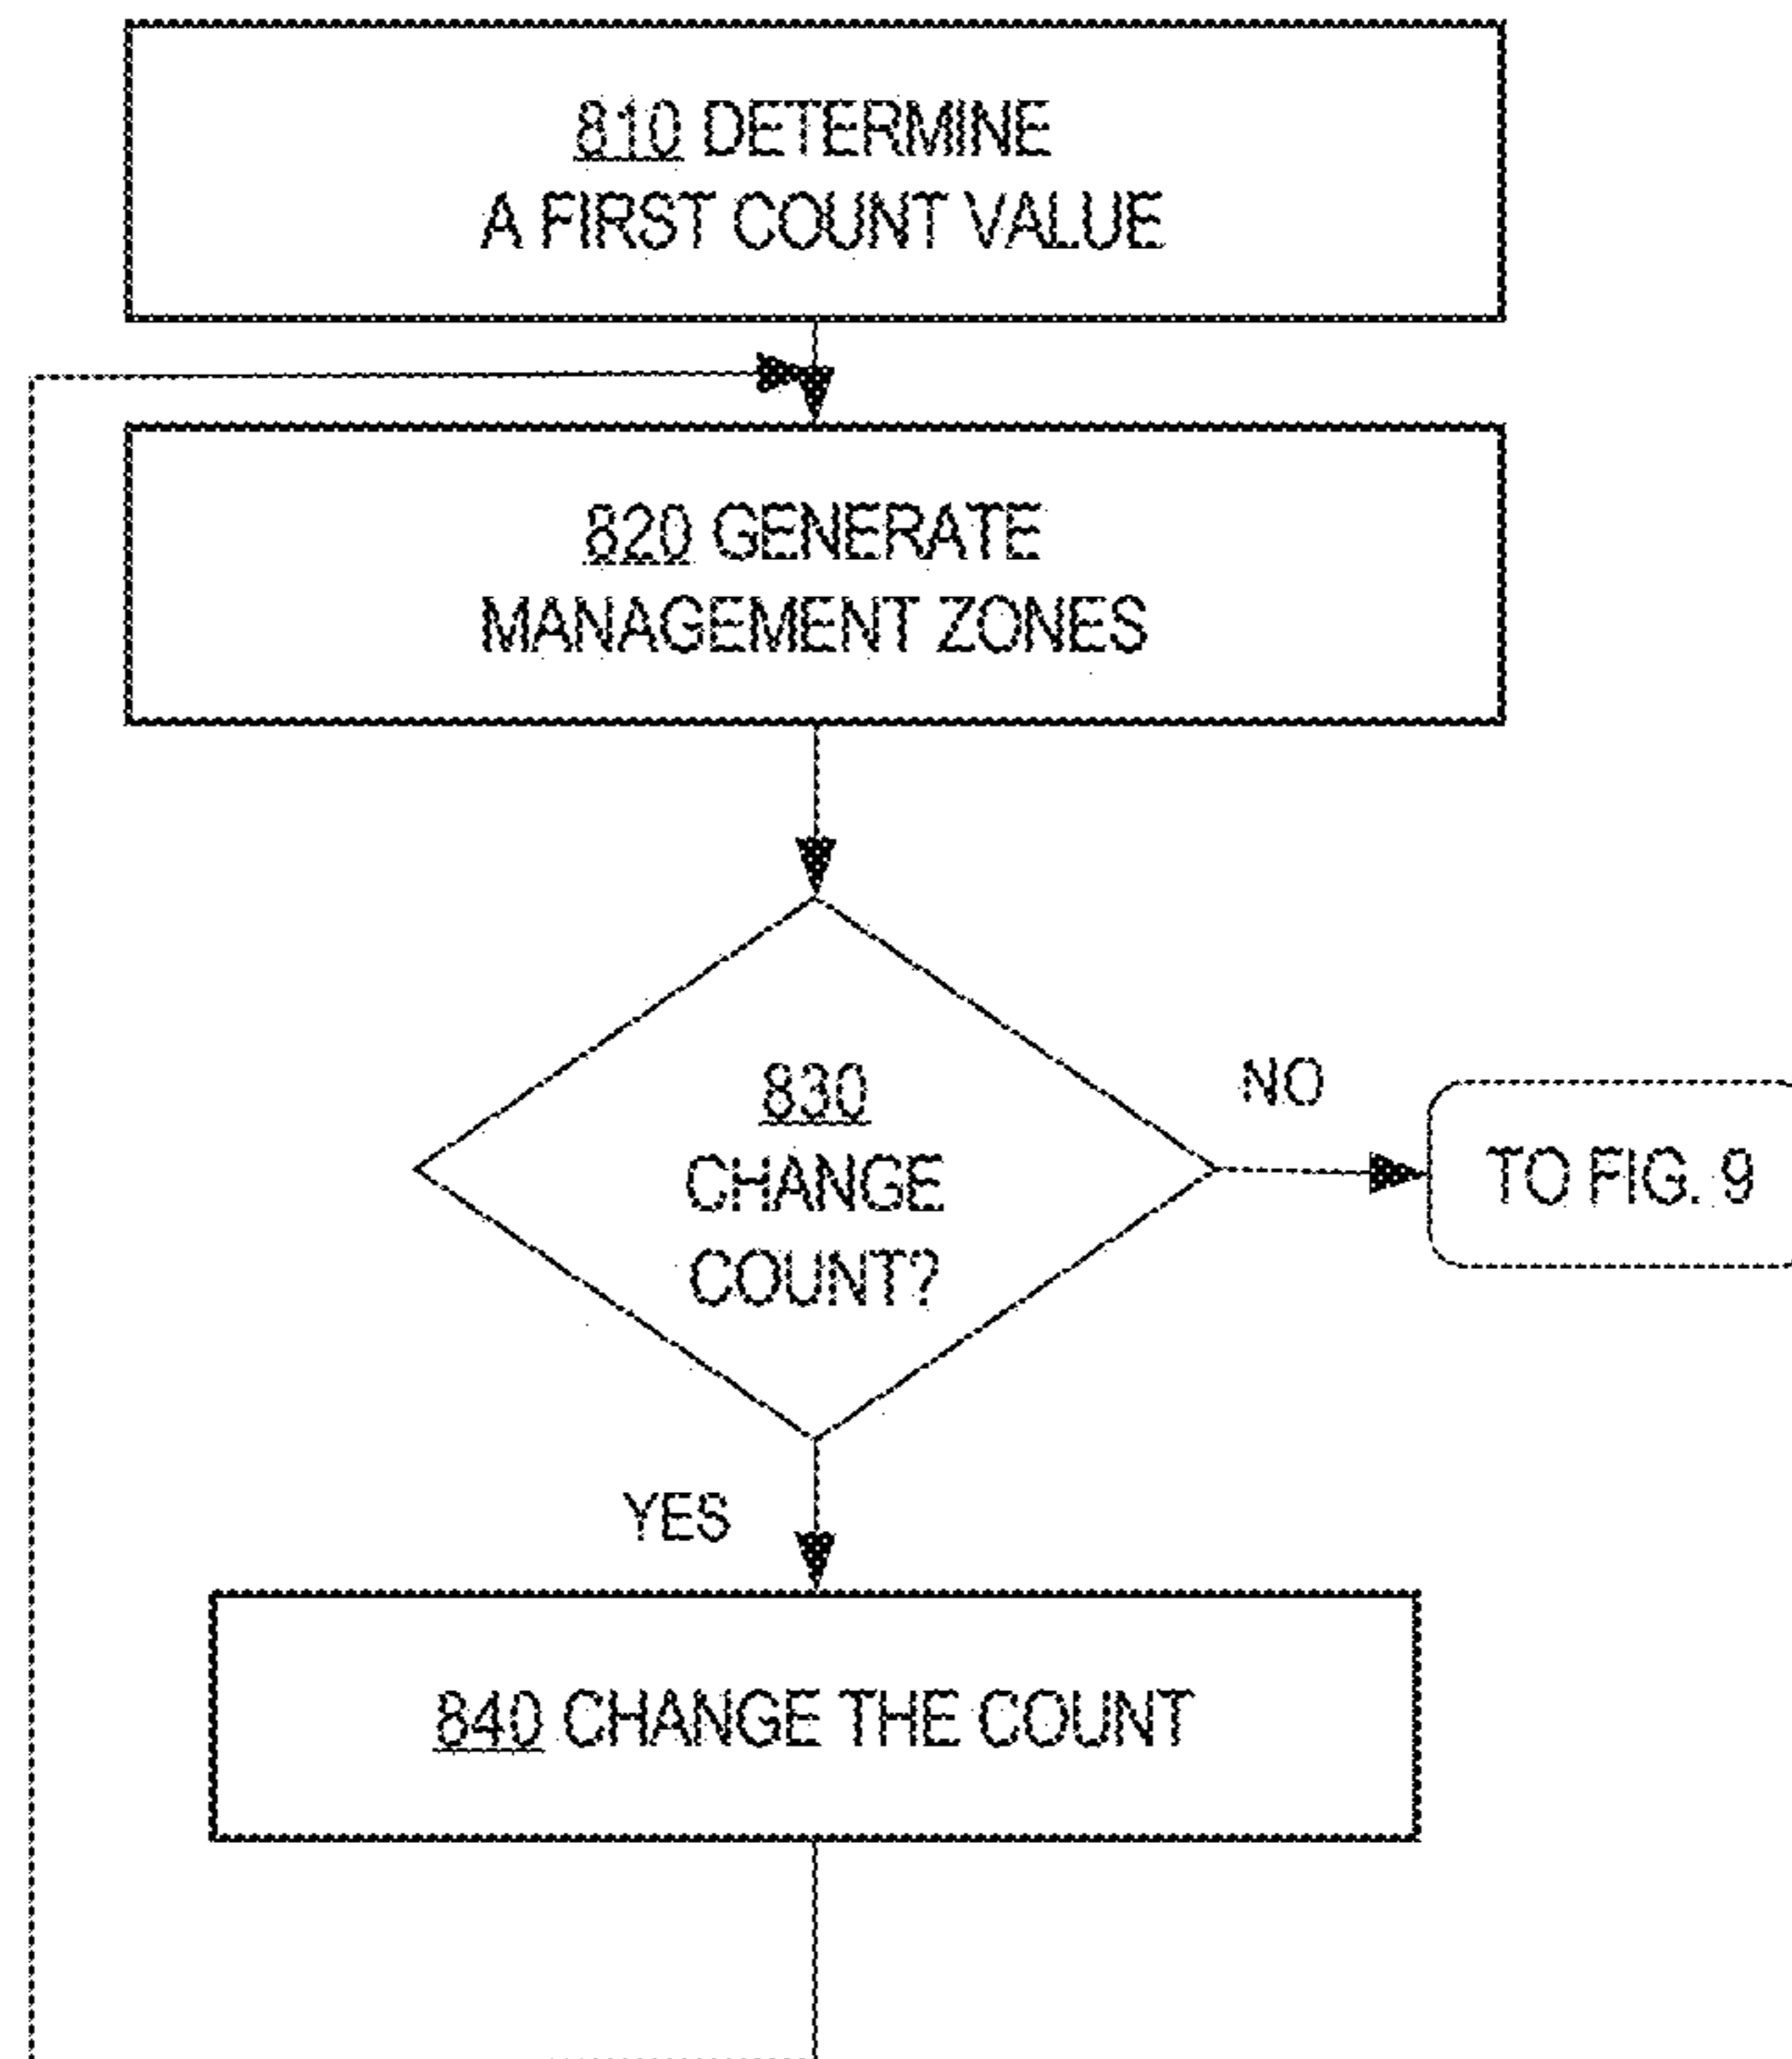 810 DETERMINE
A FIRST COUNT VALUE
820 GENERATE
MANAGEMENT ZONES
830
CHANGE
COUNT?
NO
TO FIG. 9
YES
840 CHANGE THE COUNT